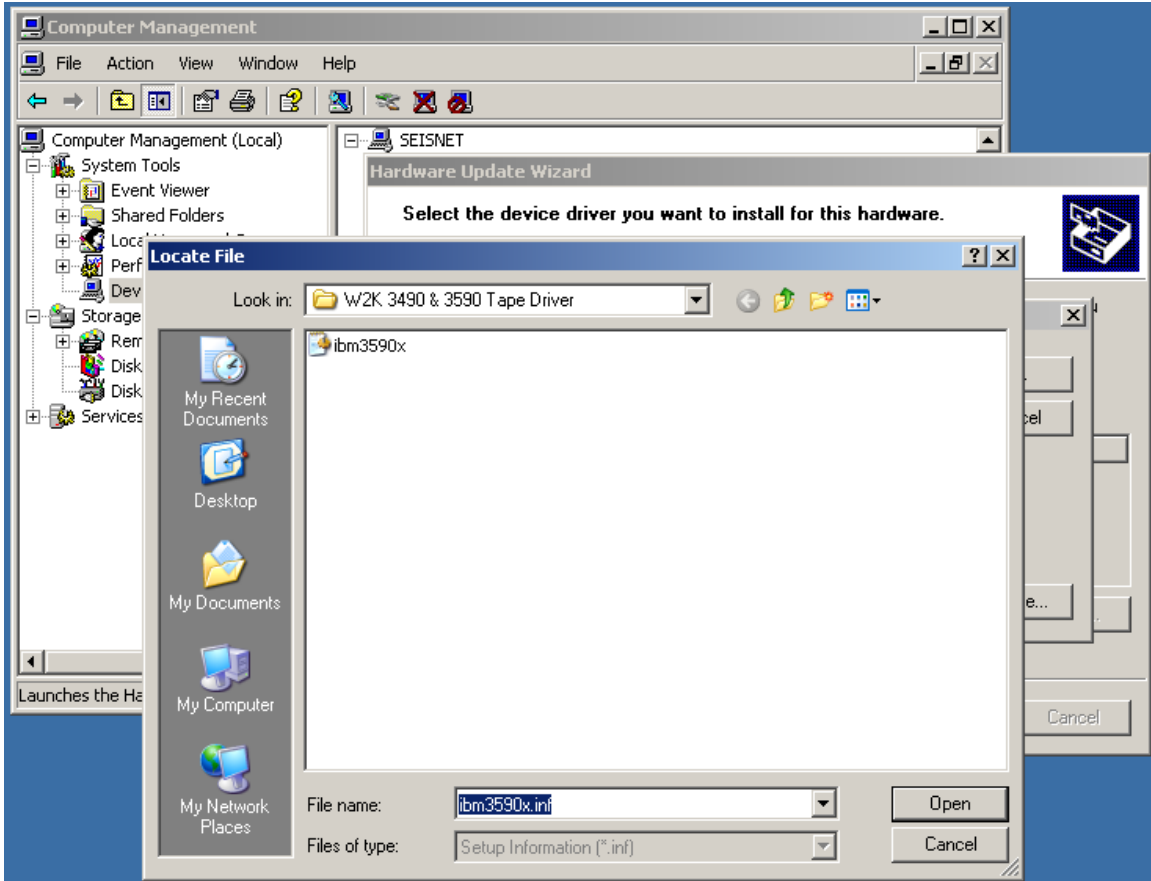 Computer Management
File Action View Window Help
Computer Management (Local)
System Tools
Event Viewer
Shared Folders
Perf
Dev
Storage
Rem
Disk
Disk
Services
SEISNET
Hardware Update Wizard
Select the device driver you want to install for this hardware.
Locate File
Look in:
W2K 3490 & 3590 Tape Driver
ibm3590x
My Recent
Documents
Desktop
My Documents
My Computer
My Network
Places
File name:
ibm3590x.inf
Open
Files of type:
Setup Information (*.inf)
Cancel
cel
e...
Launches the Ha
Cancel